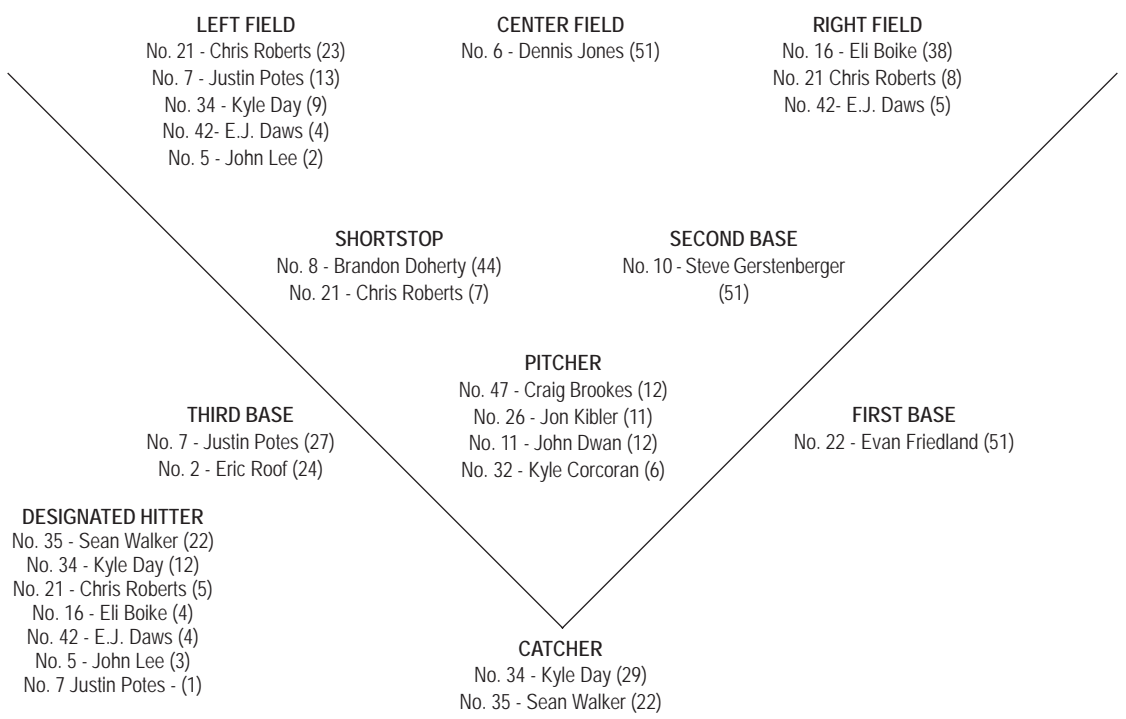 LEFT FIELD
No. 21 - Chris Roberts (23)
No. 7 - Justin Potes (13)
No. 34 - Kyle Day (9)
No. 42- E.J. Daws (4)
No. 5 - John Lee (2)
CENTER FIELD
No. 6 - Dennis Jones (51)
RIGHT FIELD
No. 16 - Eli Boike (38)
No. 21 Chris Roberts (8)
No. 42- E.J. Daws (5)
SHORTSTOP
No. 8 - Brandon Doherty (44)
No. 21 - Chris Roberts (7)
SECOND BASE
No. 10 - Steve Gerstenberger
(51)
PITCHER
No. 47 - Craig Brookes (12)
No. 26 - Jon Kibler (11)
No. 11 - John Dwan (12)
No. 32 - Kyle Corcoran (6)
THIRD BASE
No. 7 - Justin Potes (27)
No. 2 - Eric Roof (24)
FIRST BASE
No. 22 - Evan Friedland (51)
DESIGNATED HITTER
No. 35 - Sean Walker (22)
No. 34 - Kyle Day (12)
No. 21 - Chris Roberts (5)
No. 16 - Eli Boike (4)
No. 42 - E.J. Daws (4)
No. 5 - John Lee (3)
No. 7 Justin Potes - (1)
CATCHER
No. 34 - Kyle Day (29)
No. 35 - Sean Walker (22)